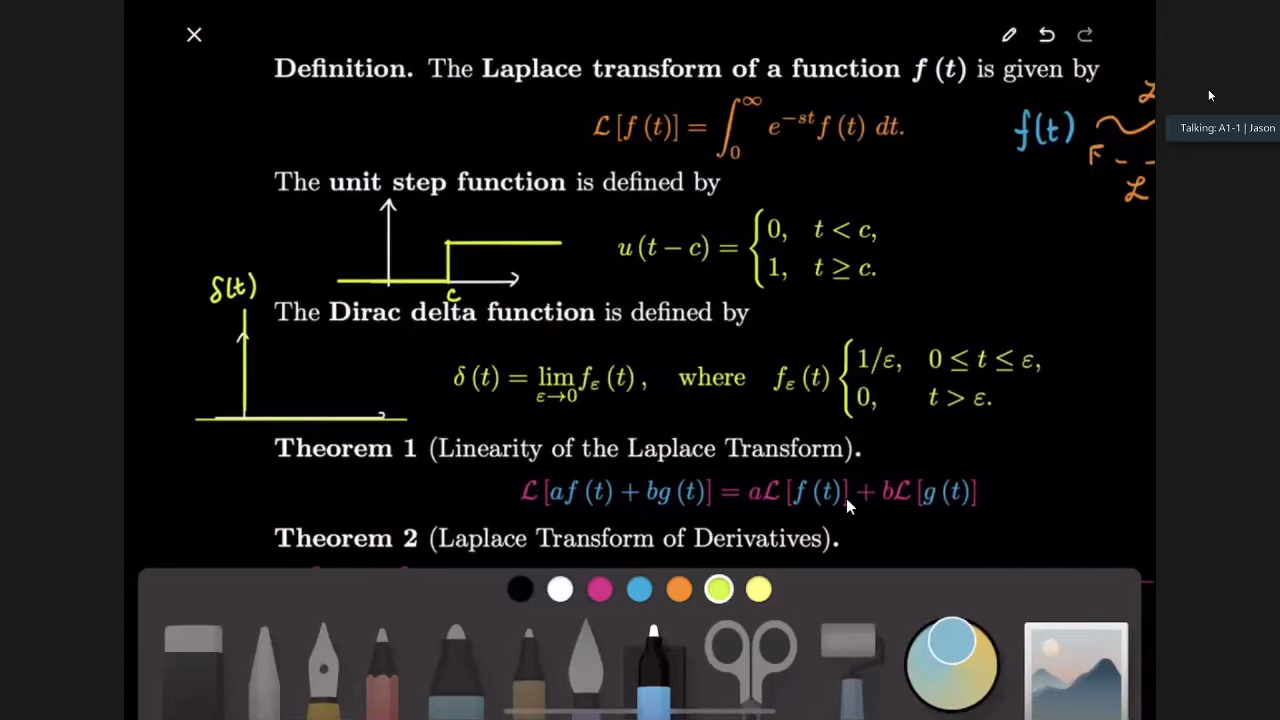 Definition. The Laplace transform of a function f (t) is given by
ℒ [f (t)] = ∫₀^∞ e^{−st} f (t) dt.
f(t)
ℒ
ℒ
Talking: A1-1 | Jason
The unit step function is defined by
u (t − c) = { 0, t < c,
1, t ≥ c.
c
δ(t)
The Dirac delta function is defined by
δ (t) = lim_{ε→0} f_ε (t) , where f_ε (t) { 1/ε, 0 ≤ t ≤ ε,
0, t > ε.
Theorem 1 (Linearity of the Laplace Transform).
ℒ [af (t) + bg (t)] = aℒ [f (t)] + bℒ [g (t)]
Theorem 2 (Laplace Transform of Derivatives).